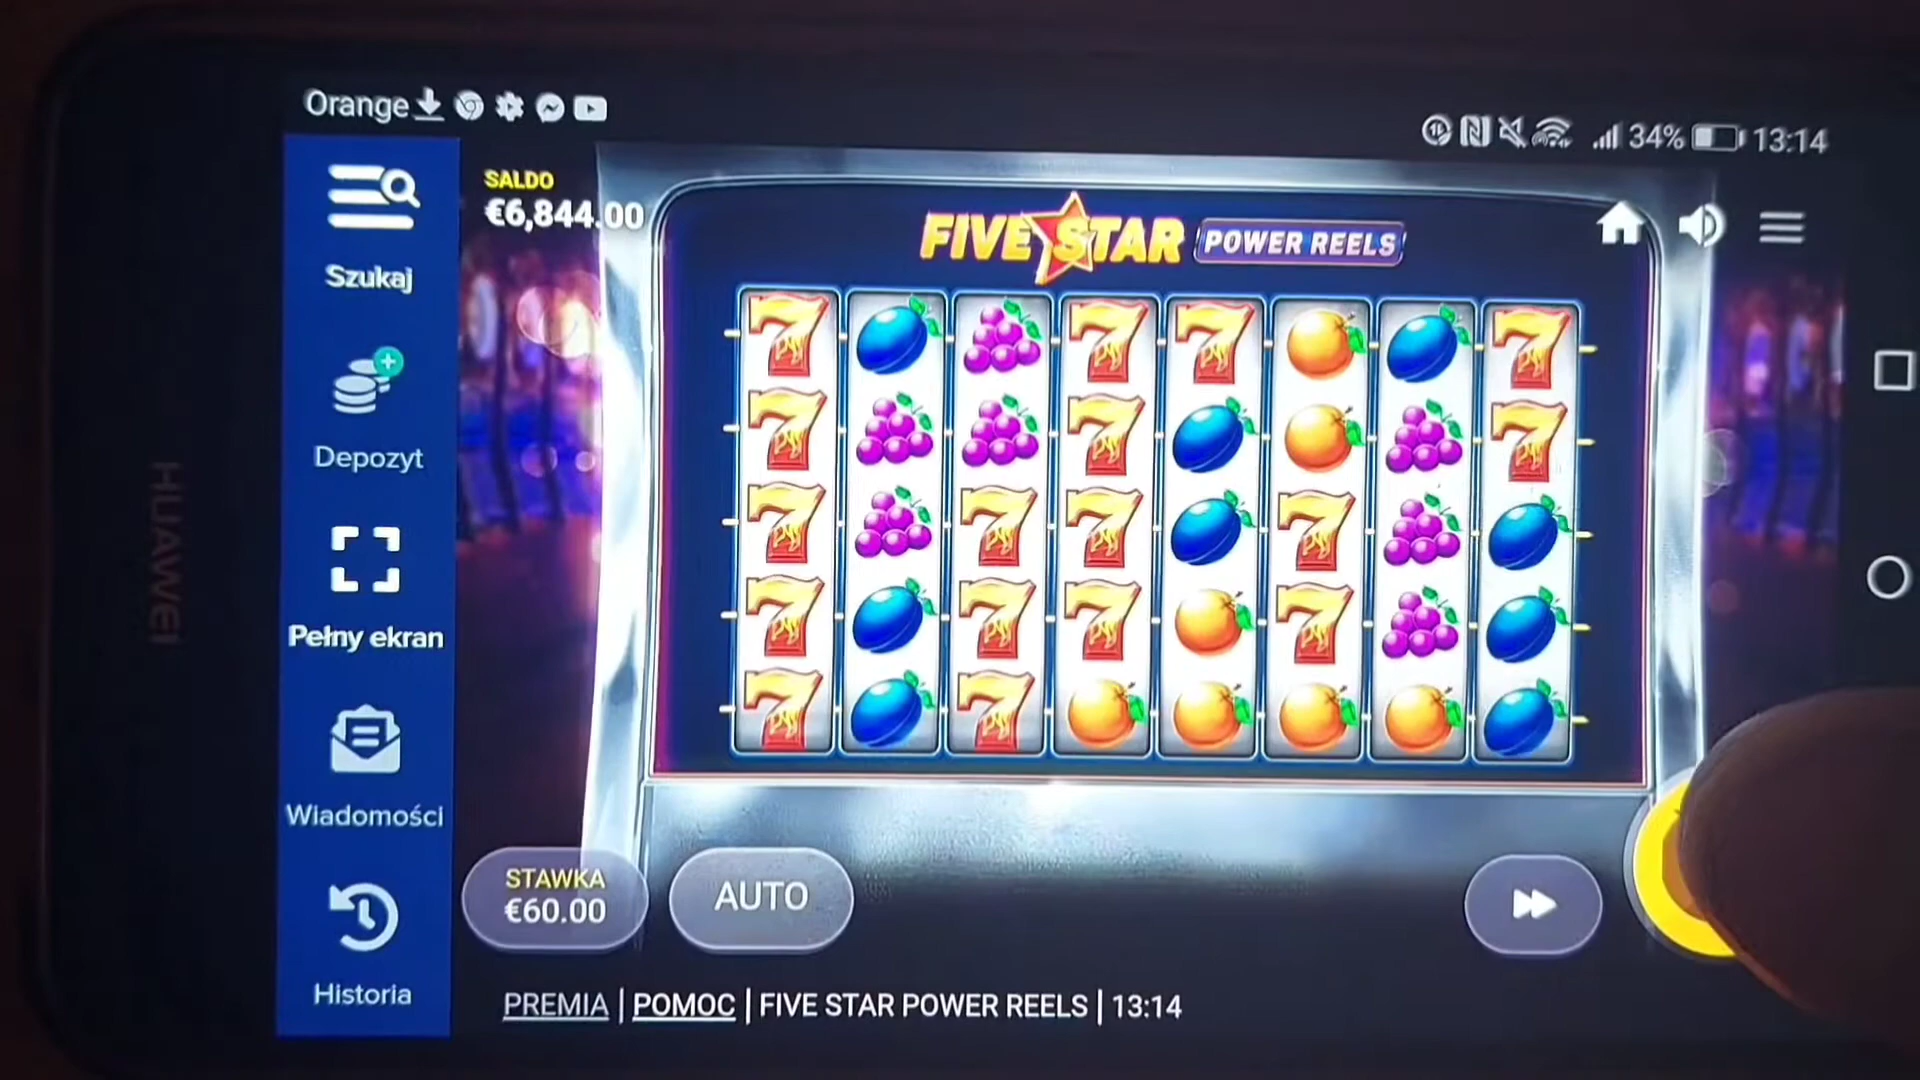 Orange
34% 13:14
SALDO
€6,844.00
FIVE STAR POWER REELS
Szukaj
Depozyt
Pełny ekran
Wiadomości
Historia
HUAWEI
STAWKA
€60.00
AUTO
PREMIA | POMOC | FIVE STAR POWER REELS | 13:14